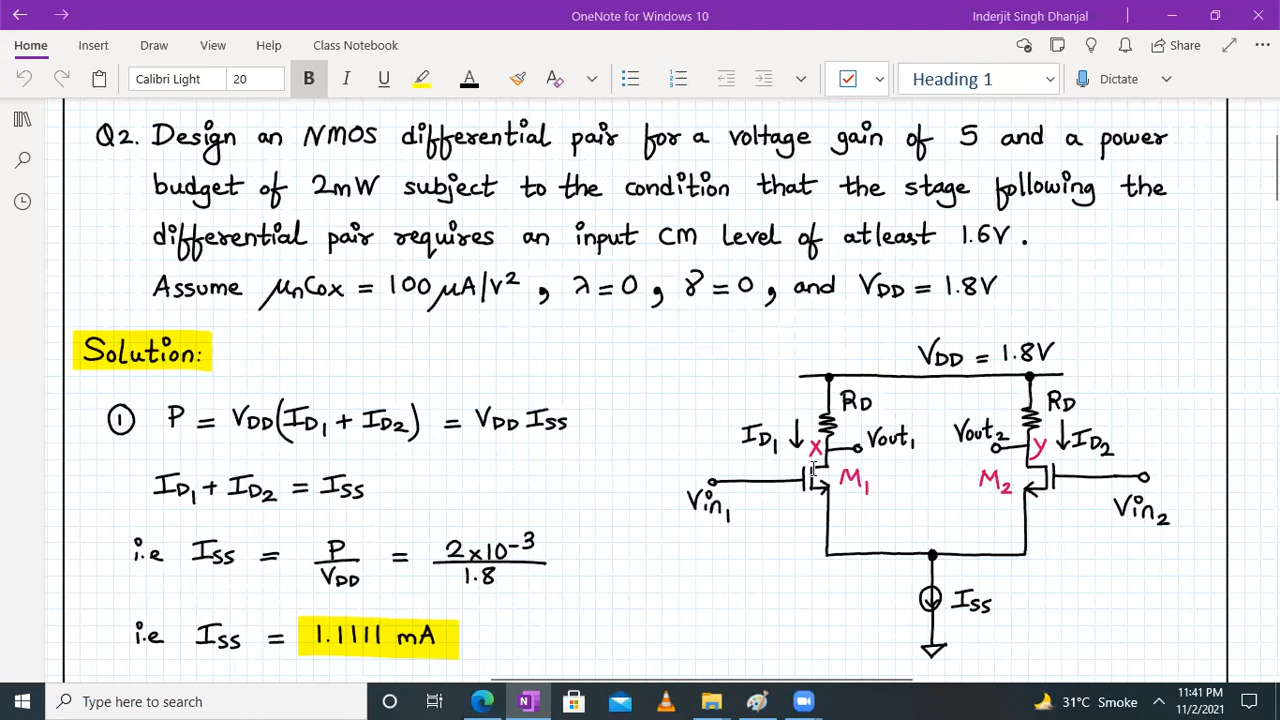 OneNote for Windows 10
Inderjit Singh Dhanjal
Home Insert Draw View Help Class Notebook
Share
Calibri Light 20 B I U A A Heading 1 Dictate
Q2. Design an NMOS differential pair for a voltage gain of 5 and a power
budget of 2mW subject to the condition that the stage following the
differential pair requires an input CM level of atleast 1.6V.
Assume μnCox = 100 μA/V², λ=0, γ=0, and VDD = 1.8V
Solution:
① P = VDD(ID1 + ID2) = VDD ISS
ID1 + ID2 = ISS
i.e ISS = P/VDD = 2x10⁻³/1.8
i.e ISS = 1.1111 mA
VDD = 1.8V
RD RD
ID1 x Vout1 Vout2 y ID2
Vin1 M1 M2 Vin2
ISS
Type here to search
31°C Smoke
11:41 PM
11/2/2021